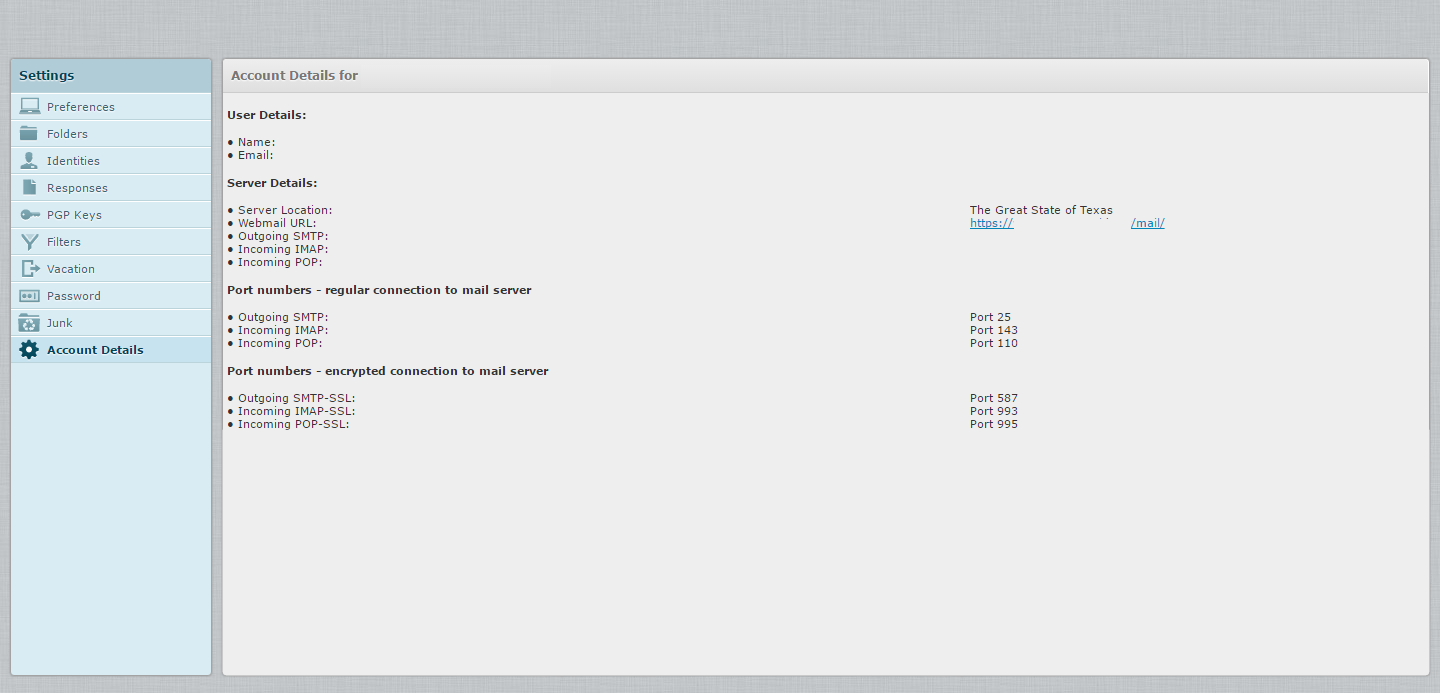 Settings
Preferences
Folders
Identities
Responses
PGP Keys
Filters
Vacation
Password
Junk
Account Details
Account Details for
User Details:
● Name:
● Email:
Server Details:
● Server Location: The Great State of Texas
● Webmail URL: https:// /mail/
● Outgoing SMTP:
● Incoming IMAP:
● Incoming POP:
Port numbers - regular connection to mail server
● Outgoing SMTP: Port 25
● Incoming IMAP: Port 143
● Incoming POP: Port 110
Port numbers - encrypted connection to mail server
● Outgoing SMTP-SSL: Port 587
● Incoming IMAP-SSL: Port 993
● Incoming POP-SSL: Port 995